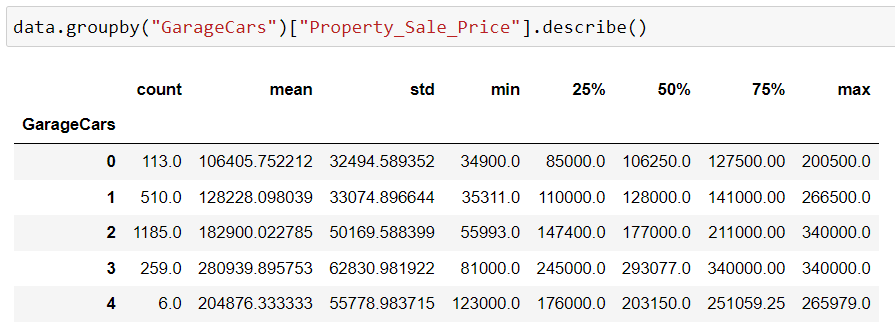 data.groupby("GarageCars")["Property_Sale_Price"].describe()
count mean std min 25% 50% 75% max
GarageCars
0 113.0 106405.752212 32494.589352 34900.0 85000.0 106250.0 127500.00 200500.0
1 510.0 128228.098039 33074.896644 35311.0 110000.0 128000.0 141000.00 266500.0
2 1185.0 182900.022785 50169.588399 55993.0 147400.0 177000.0 211000.00 340000.0
3 259.0 280939.895753 62830.981922 81000.0 245000.0 293077.0 340000.00 340000.0
4 6.0 204876.333333 55778.983715 123000.0 176000.0 203150.0 251059.25 265979.0